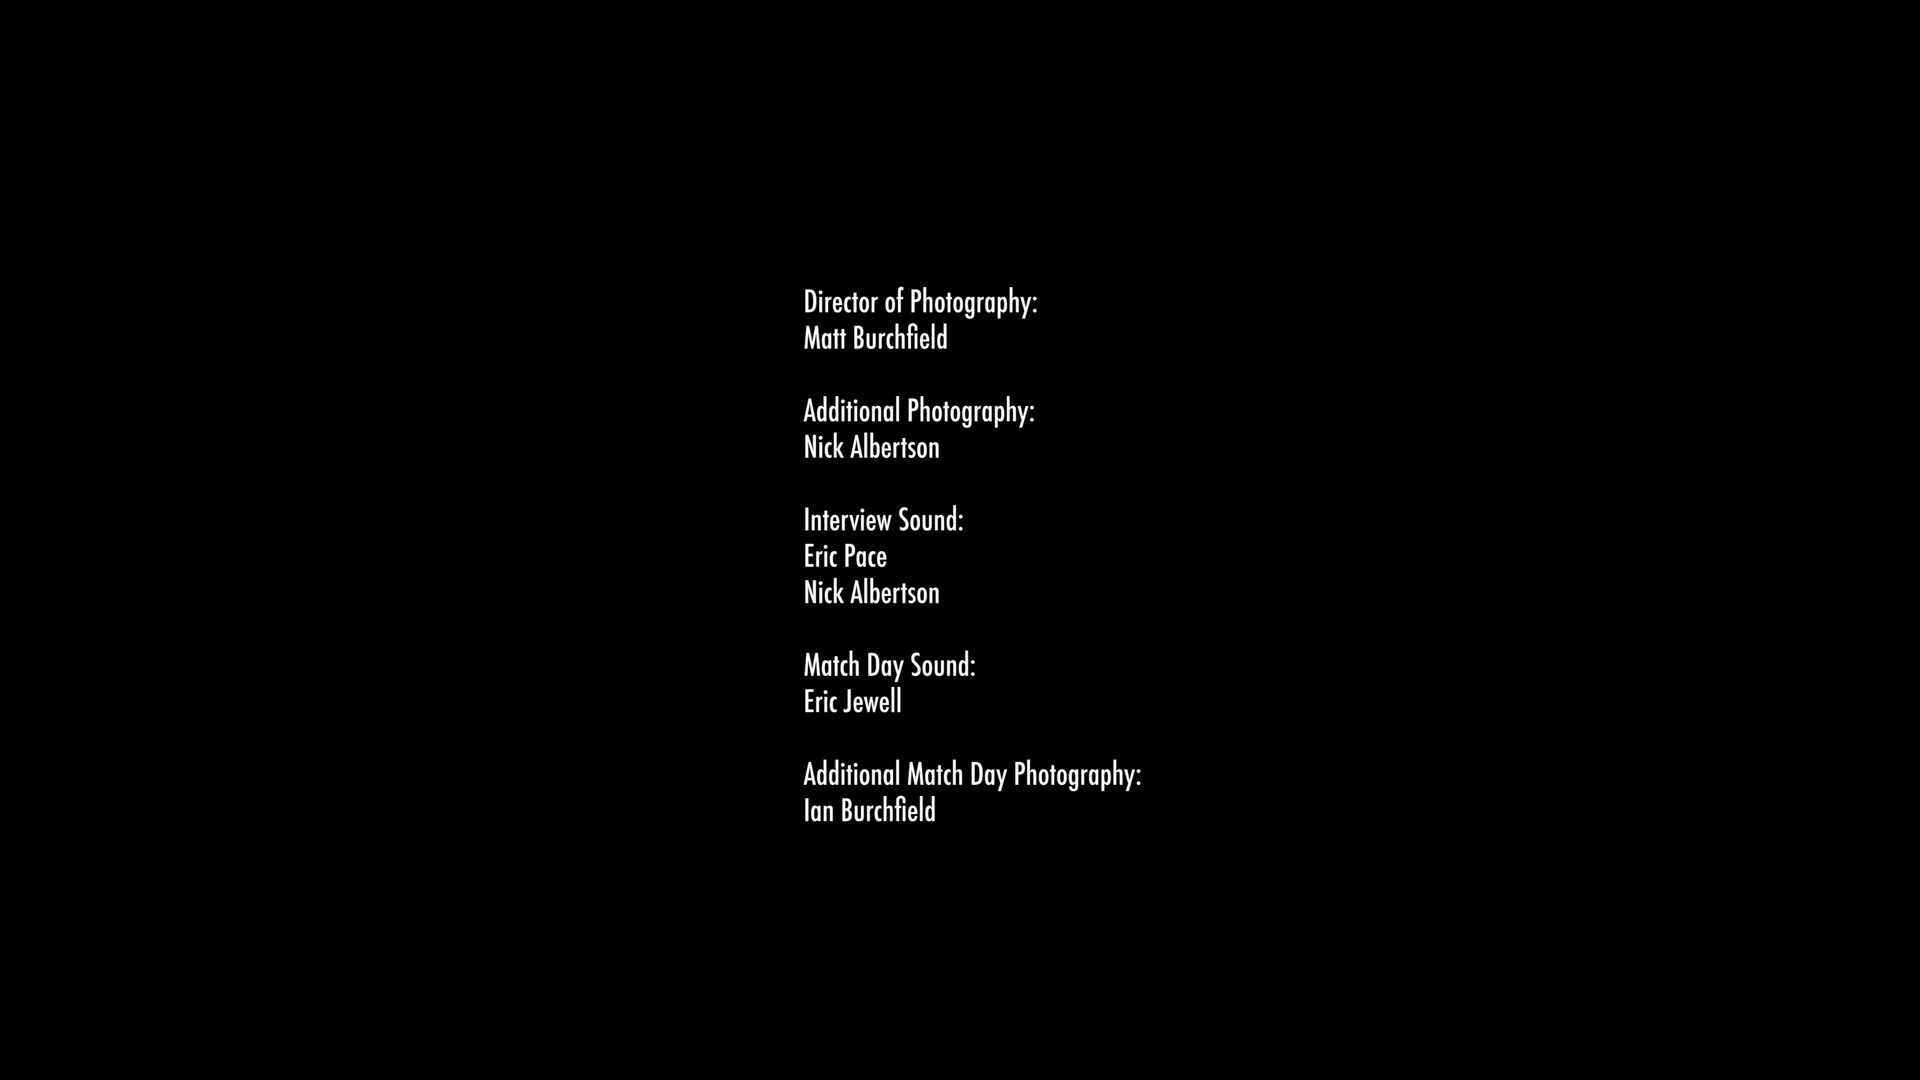 Director of Photography:
Matt Burchfield
Additional Photography:
Nick Albertson
Interview Sound:
Eric Pace
Nick Albertson
Match Day Sound:
Eric Jewell
Additional Match Day Photography:
Ian Burchfield